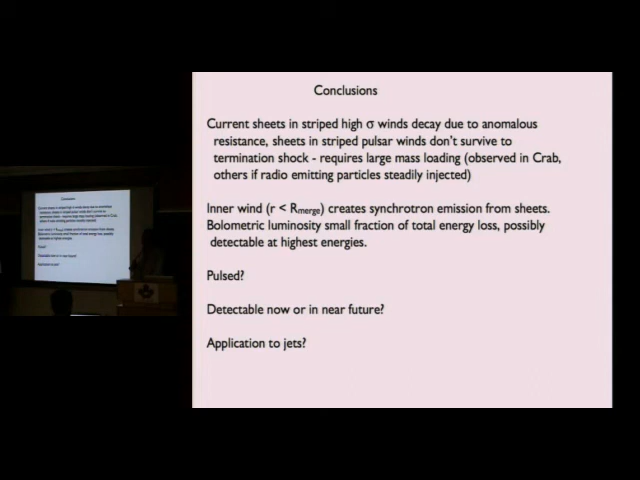 Conclusions
Current sheets in striped high σ winds decay due to anomalous
resistance, sheets in striped pulsar winds don't survive to
termination shock - requires large mass loading (observed in Crab,
others if radio emitting particles steadily injected)
Inner wind (r < Rmerge) creates synchrotron emission from sheets.
Bolometric luminosity small fraction of total energy loss, possibly
detectable at highest energies.
Pulsed?
Detectable now or in near future?
Application to jets?